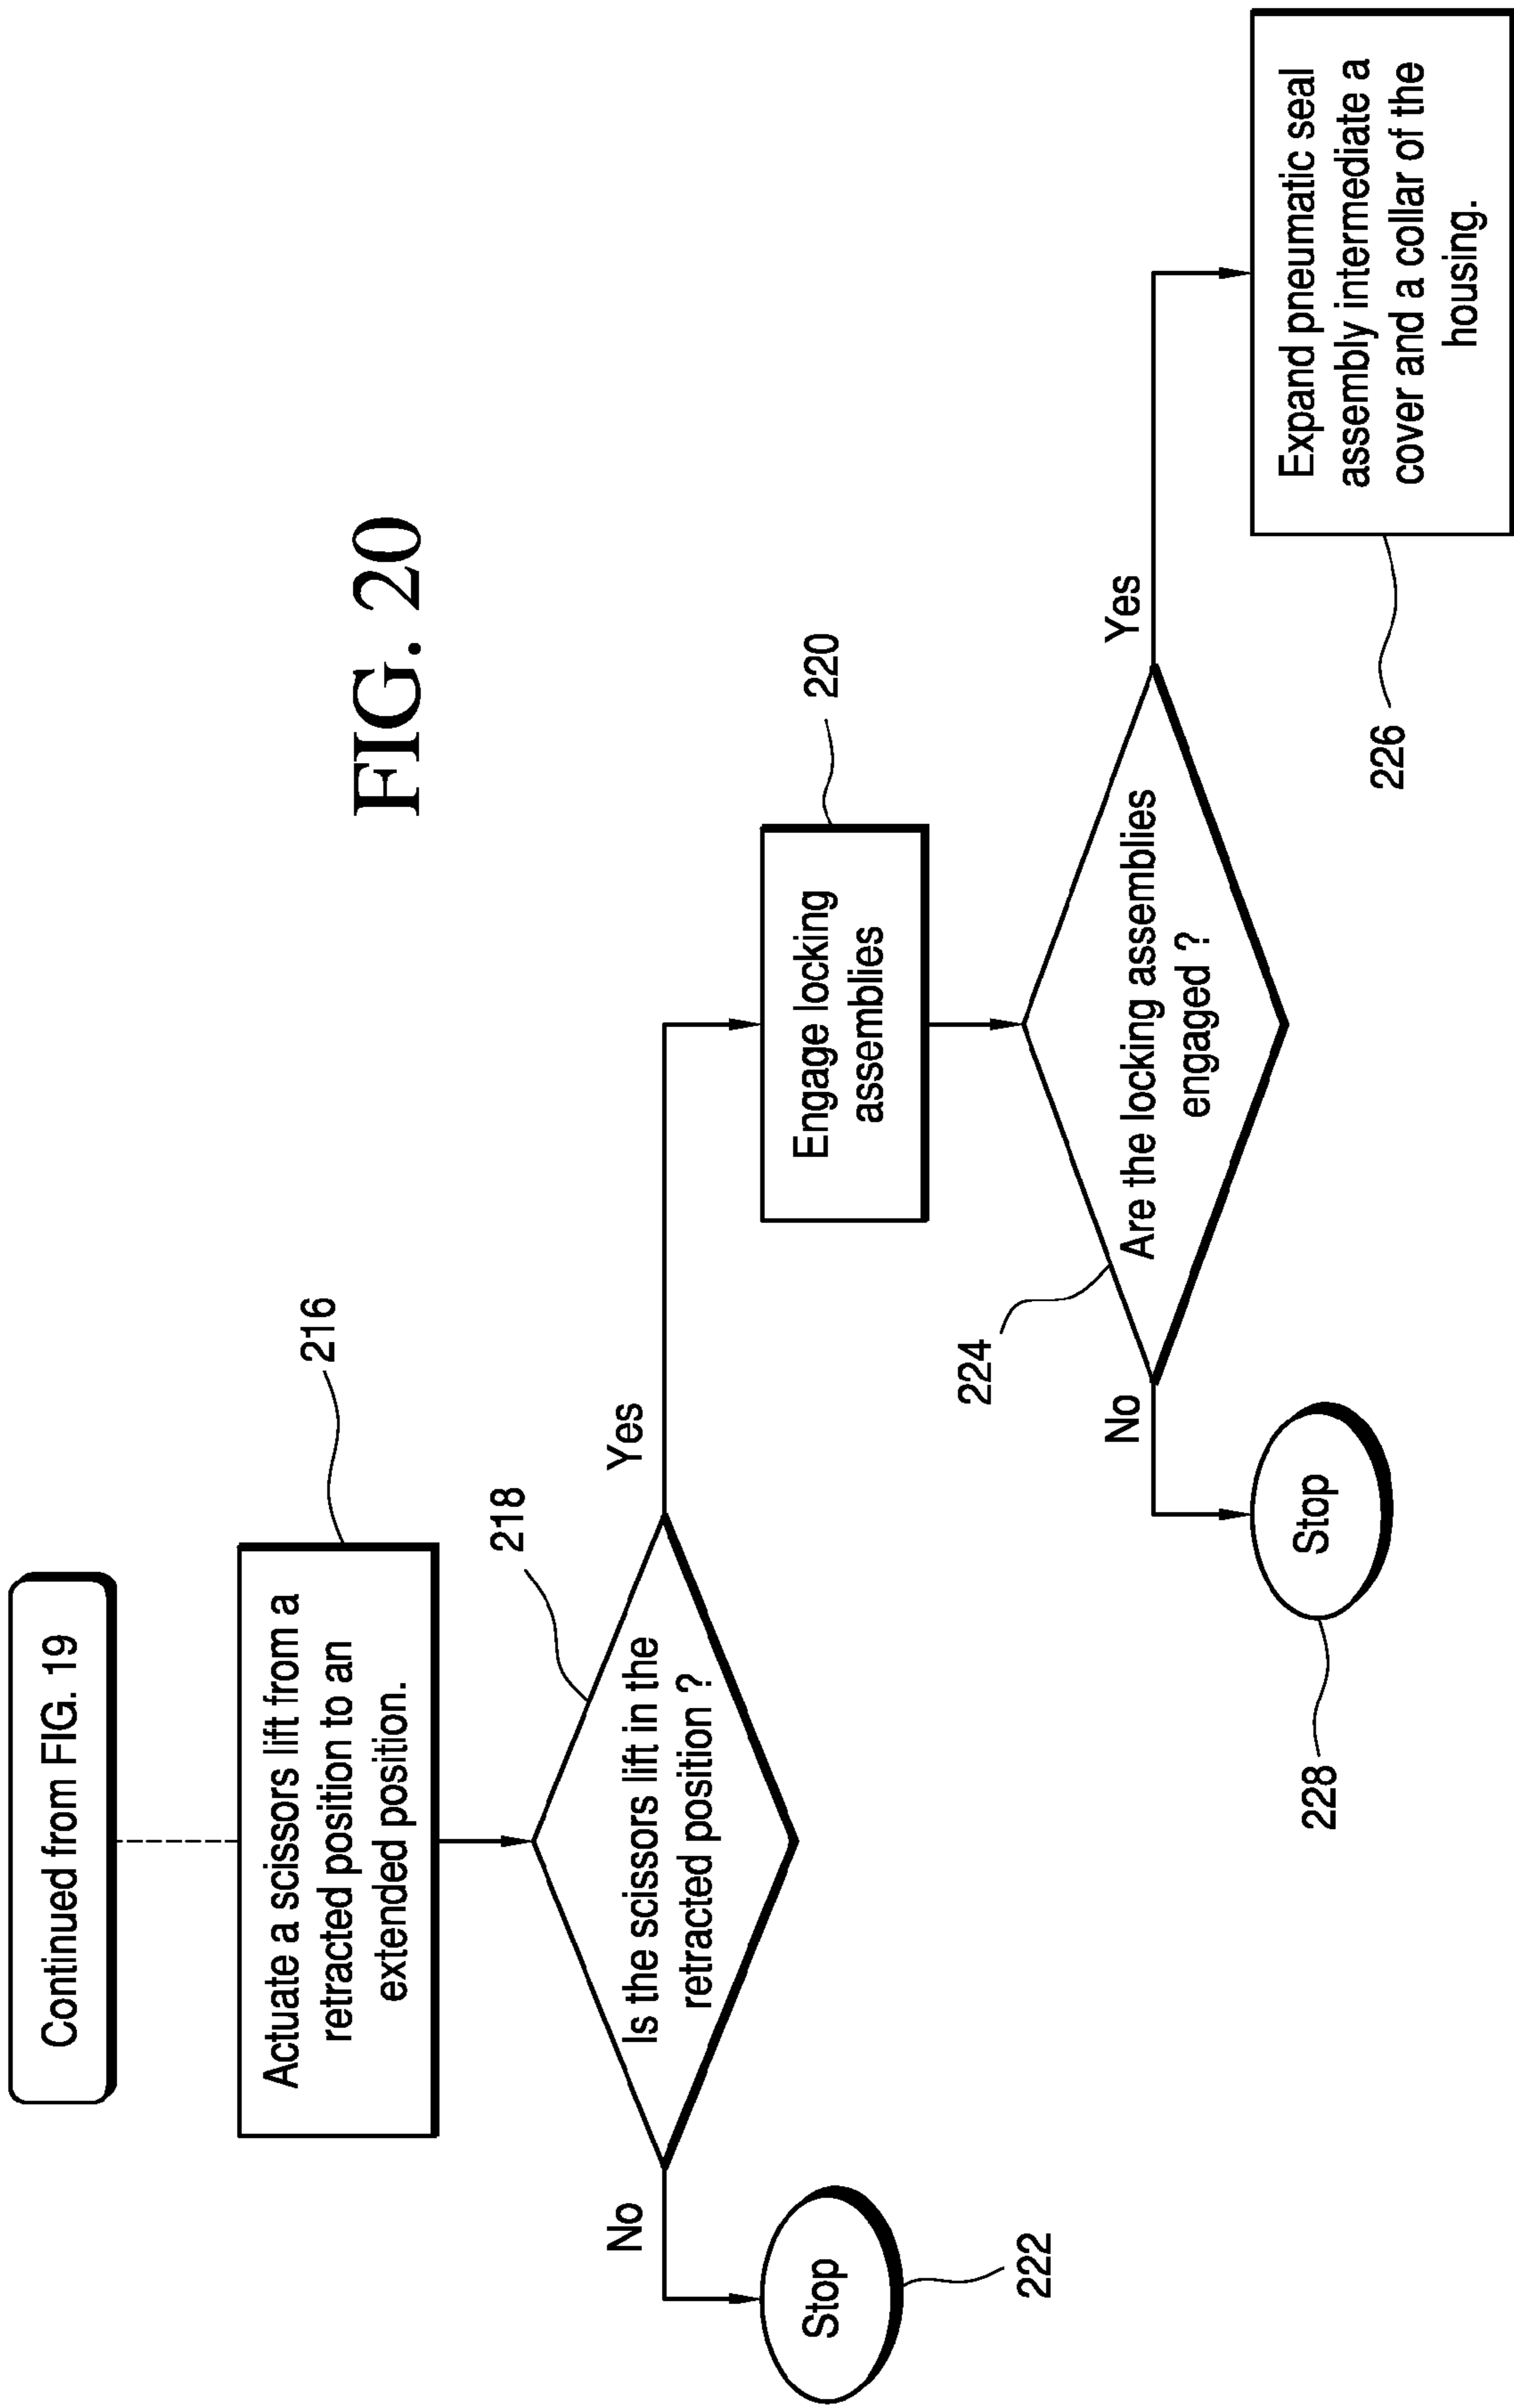 FIG. 20
Continued from FIG. 19
Actuate a scissors lift from a
retracted position to an
extended position.
216
218
Is the scissors lift in the
retracted position ?
No
Yes
Stop
222
Engage locking
assemblies
220
224
Are the locking assemblies
engaged ?
No
Yes
Stop
228
Expand pneumatic seal
assembly intermediate a
cover and a collar of the
housing.
226